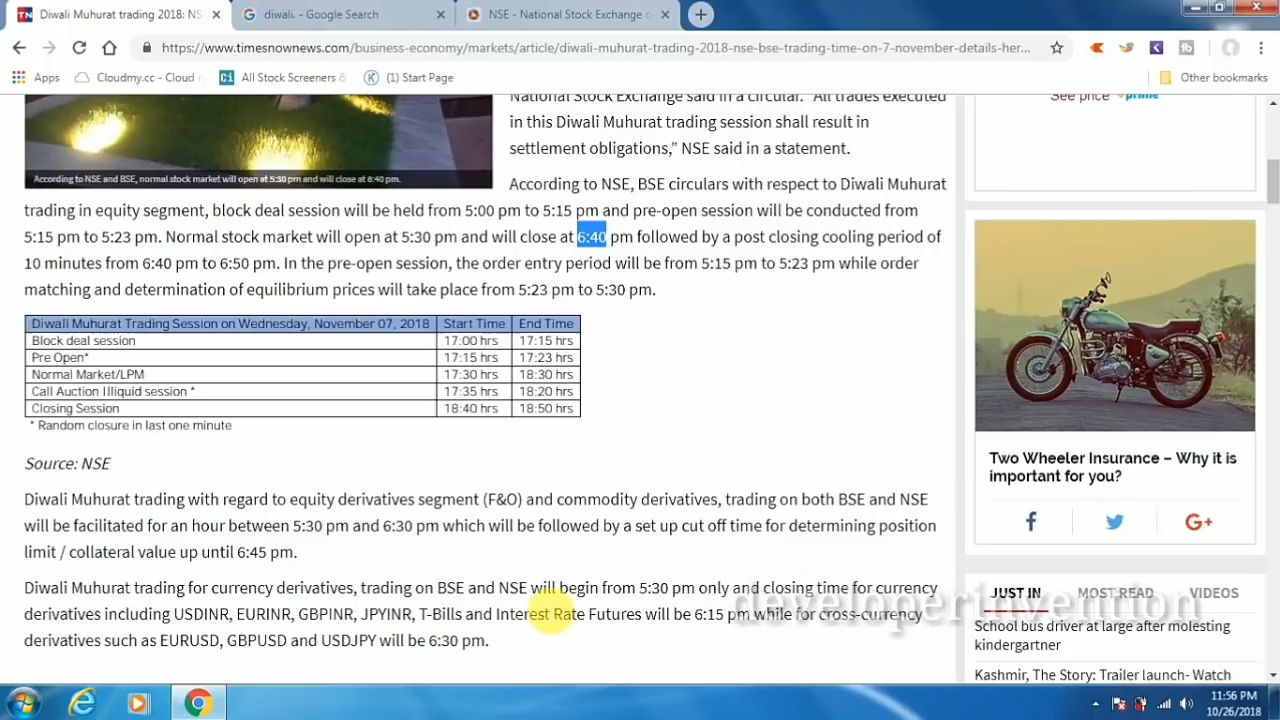 Diwali Muhurat trading 2018: NS
diwali. - Google Search
NSE - National Stock Exchange o
https://www.timesnownews.com/business-economy/markets/article/diwali-muhurat-trading-2018-nse-bse-trading-time-on-7-november-details-her...
Apps
Cloudmy.cc - Cloud
All Stock Screeners &
(1) Start Page
Other bookmarks
National Stock Exchange said in a circular. "All trades executed
in this Diwali Muhurat trading session shall result in
settlement obligations,” NSE said in a statement.
According to NSE and BSE, normal stock market will open at 5:30 pm and will close at 6:40 pm.
According to NSE, BSE circulars with respect to Diwali Muhurat
trading in equity segment, block deal session will be held from 5:00 pm to 5:15 pm and pre-open session will be conducted from
5:15 pm to 5:23 pm. Normal stock market will open at 5:30 pm and will close at 6:40 pm followed by a post closing cooling period of
10 minutes from 6:40 pm to 6:50 pm. In the pre-open session, the order entry period will be from 5:15 pm to 5:23 pm while order
matching and determination of equilibrium prices will take place from 5:23 pm to 5:30 pm.
Diwali Muhurat Trading Session on Wednesday, November 07, 2018 Start Time End Time
Block deal session 17:00 hrs 17:15 hrs
Pre Open* 17:15 hrs 17:23 hrs
Normal Market/LPM 17:30 hrs 18:30 hrs
Call Auction Illiquid session * 17:35 hrs 18:20 hrs
Closing Session 18:40 hrs 18:50 hrs
* Random closure in last one minute
Source: NSE
Diwali Muhurat trading with regard to equity derivatives segment (F&O) and commodity derivatives, trading on both BSE and NSE
will be facilitated for an hour between 5:30 pm and 6:30 pm which will be followed by a set up cut off time for determining position
limit / collateral value up until 6:45 pm.
Diwali Muhurat trading for currency derivatives, trading on BSE and NSE will begin from 5:30 pm only and closing time for currency
derivatives including USDINR, EURINR, GBPINR, JPYINR, T-Bills and Interest Rate Futures will be 6:15 pm while for cross-currency
derivatives such as EURUSD, GBPUSD and USDJPY will be 6:30 pm.
See price prime
Two Wheeler Insurance – Why it is
important for you?
f
G+
JUST IN MOST READ VIDEOS
developerinvention
School bus driver at large after molesting
kindergartner
Kashmir, The Story: Trailer launch- Watch
11:56 PM
10/26/2018